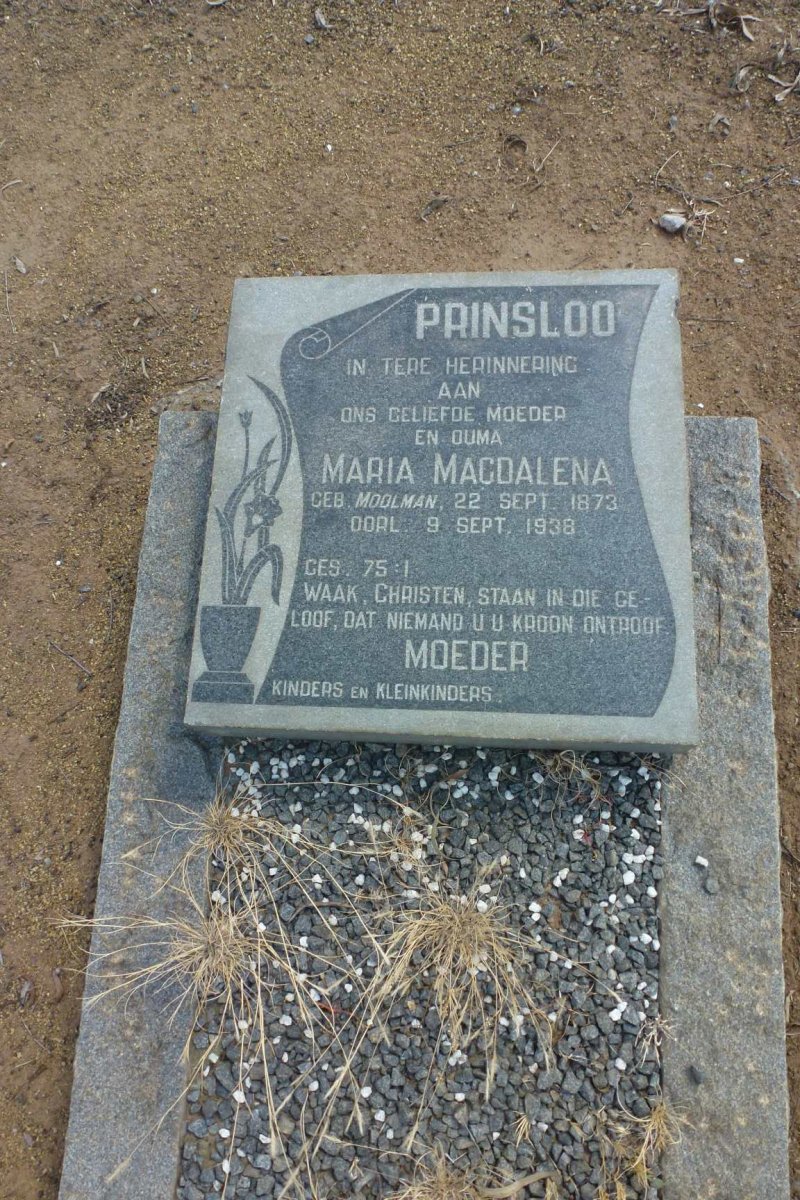 PRINSLOO
IN TERE HERINNERING
AAN
ONS GELIEFDE MOEDER
EN OUMA
MARIA MAGDALENA
GEB. MOOLMAN, 22 SEPT. 1873
OORL. 9 SEPT. 1938
GES. 75:1
WAAK, CHRISTEN, STAAN IN DIE GE-
LOOF, DAT NIEMAND U U KROON ONTROOF
MOEDER
KINDERS EN KLEINKINDERS.